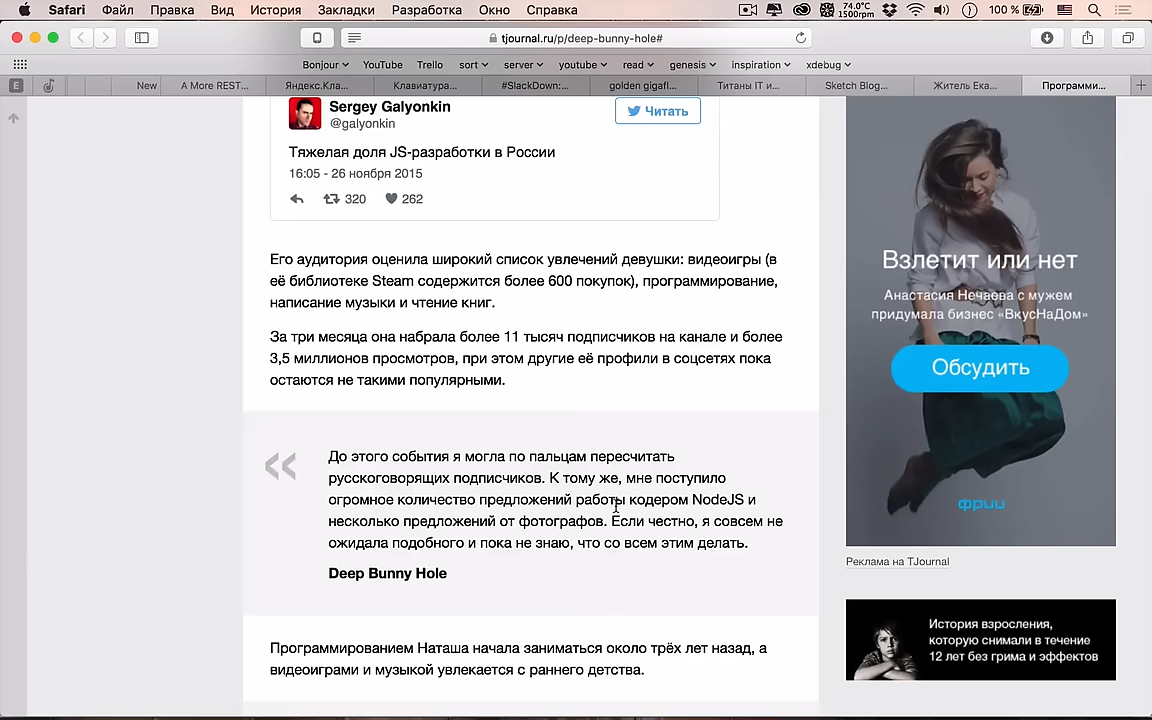 Safari Файл Правка Вид История Закладки Разработка Окно Справка 74.0°C 1500rpm 100 %
tjournal.ru/p/deep-bunny-hole#
Bonjour YouTube Trello sort server youtube read genesis inspiration xdebug
E New A More REST... Яндекс.Кла... Клавиатура... #SlackDown:... golden gigafl... Титаны IT и... Sketch Blog... Житель Ека... Программи...
Sergey Galyonkin
@galyonkin
Читать
Тяжелая доля JS-разработки в России
16:05 - 26 ноября 2015
320 262
Его аудитория оценила широкий список увлечений девушки: видеоигры (в
её библиотеке Steam содержится более 600 покупок), программирование,
написание музыки и чтение книг.
За три месяца она набрала более 11 тысяч подписчиков на канале и более
3,5 миллионов просмотров, при этом другие её профили в соцсетях пока
остаются не такими популярными.
«
До этого события я могла по пальцам пересчитать
русскоговорящих подписчиков. К тому же, мне поступило
огромное количество предложений работы кодером NodeJS и
несколько предложений от фотографов. Если честно, я совсем не
ожидала подобного и пока не знаю, что со всем этим делать.
Deep Bunny Hole
Программированием Наташа начала заниматься около трёх лет назад, а
видеоиграми и музыкой увлекается с раннего детства.
Взлетит или нет
Анастасия Нечаева с мужем
придумала бизнес «ВкусНаДом»
Обсудить
фрии
Реклама на TJournal
История взросления,
которую снимали в течение
12 лет без грима и эффектов